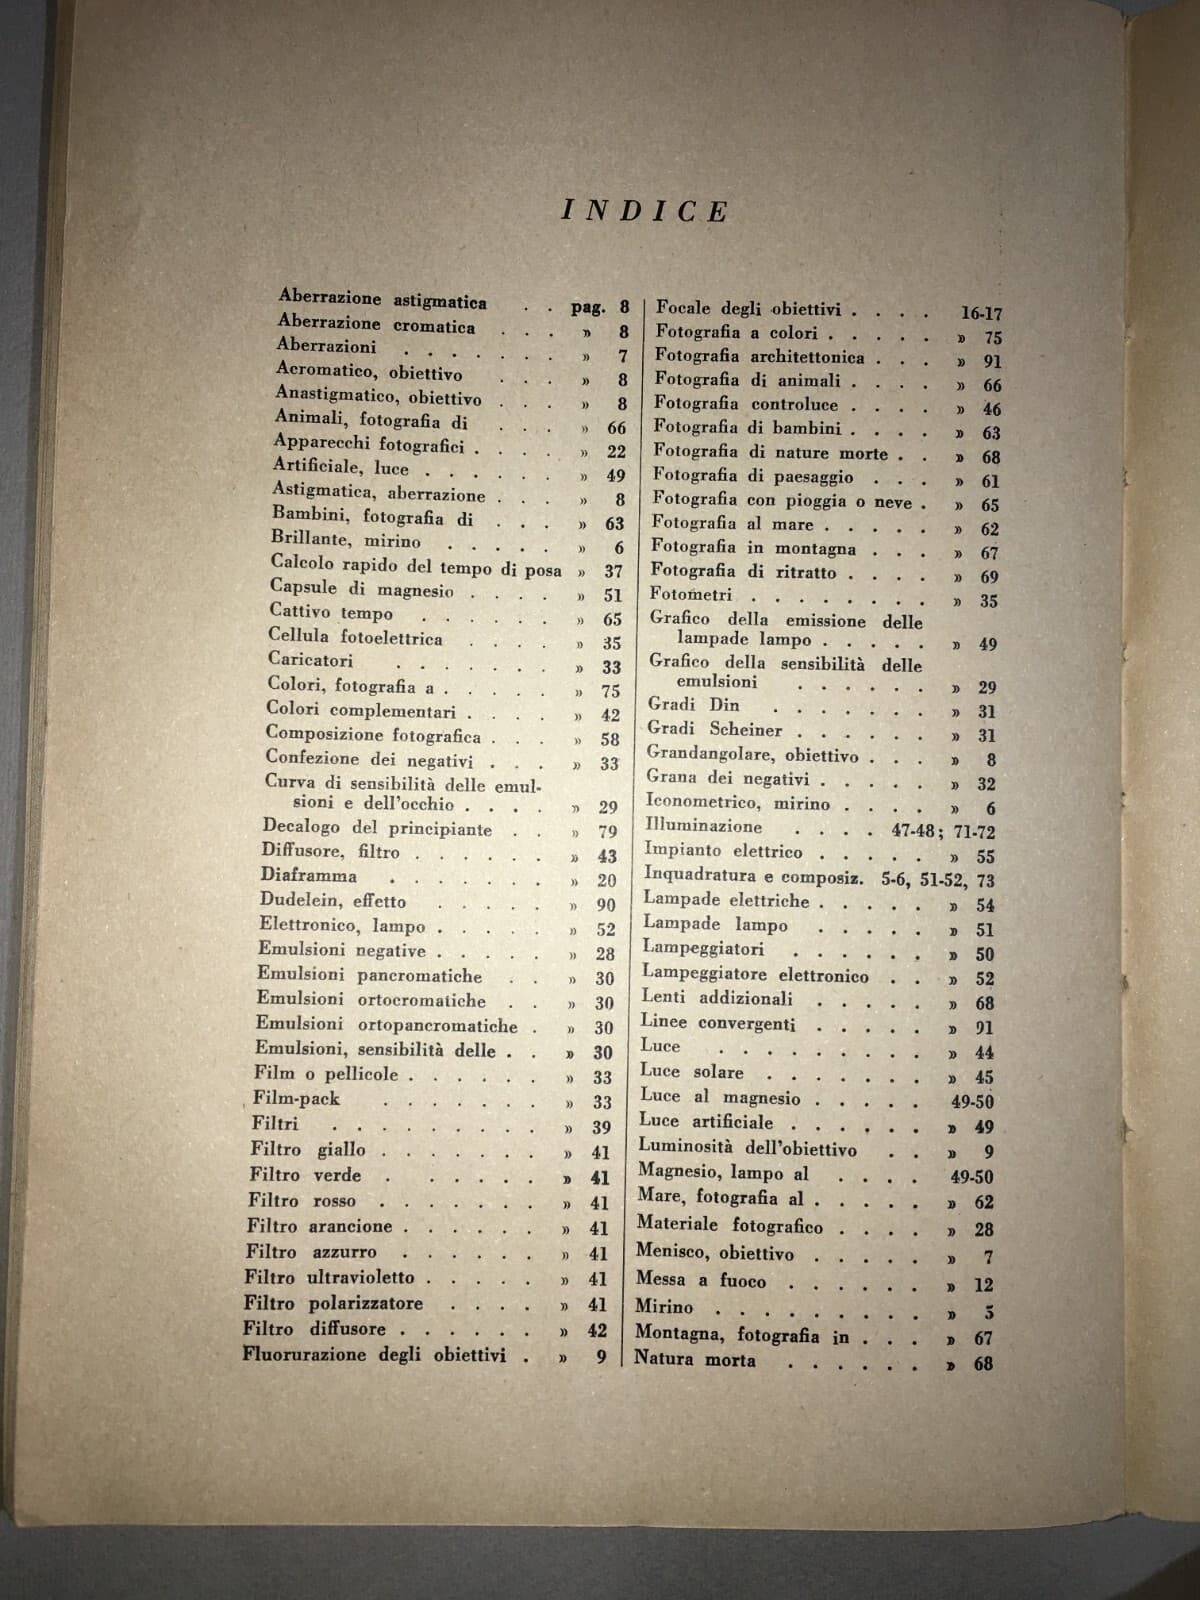 INDICE
Aberrazione astigmatica . . pag. 8
Aberrazione cromatica . . . » 8
Aberrazioni . . . . . . . » 7
Acromatico, obiettivo . . . » 8
Anastigmatico, obiettivo . . . » 8
Animali, fotografia di . . . » 66
Apparecchi fotografici . . . . » 22
Artificiale, luce . . . . . . » 49
Astigmatica, aberrazione . . . » 8
Bambini, fotografia di . . . » 63
Brillante, mirino . . . . . » 6
Calcolo rapido del tempo di posa » 37
Capsule di magnesio . . . . » 51
Cattivo tempo . . . . . . » 65
Cellula fotoelettrica . . . . » 35
Caricatori . . . . . . . » 33
Colori, fotografia a . . . . . » 75
Colori complementari . . . . » 42
Composizione fotografica . . . » 58
Confezione dei negativi . . . » 33
Curva di sensibilità delle emul-
sioni e dell'occhio . . . . » 29
Decalogo del principiante . . » 79
Diffusore, filtro . . . . . . » 43
Diaframma . . . . . . . » 20
Dudelein, effetto . . . . . » 90
Elettronico, lampo . . . . . » 52
Emulsioni negative . . . . . » 28
Emulsioni pancromatiche . . » 30
Emulsioni ortocromatiche . . » 30
Emulsioni ortopancromatiche . » 30
Emulsioni, sensibilità delle . . » 30
Film o pellicole . . . . . . » 33
Film-pack . . . . . . . » 33
Filtri . . . . . . . . . » 39
Filtro giallo . . . . . . . » 41
Filtro verde . . . . . . » 41
Filtro rosso . . . . . . . » 41
Filtro arancione . . . . . . » 41
Filtro azzurro . . . . . . » 41
Filtro ultravioletto . . . . . » 41
Filtro polarizzatore . . . . » 41
Filtro diffusore . . . . . . » 42
Fluorurazione degli obiettivi . » 9
Focale degli obiettivi . . . . 16-17
Fotografia a colori . . . . . » 75
Fotografia architettonica . . . » 91
Fotografia di animali . . . . » 66
Fotografia controluce . . . . » 46
Fotografia di bambini . . . . » 63
Fotografia di nature morte . . » 68
Fotografia di paesaggio . . . » 61
Fotografia con pioggia o neve . » 65
Fotografia al mare . . . . . » 62
Fotografia in montagna . . . » 67
Fotografia di ritratto . . . . » 69
Fotometri . . . . . . . . » 35
Grafico della emissione delle
lampade lampo . . . . . » 49
Grafico della sensibilità delle
emulsioni . . . . . . » 29
Gradi Din . . . . . . . » 31
Gradi Scheiner . . . . . . » 31
Grandangolare, obiettivo . . . » 8
Grana dei negativi . . . . . » 32
Iconometrico, mirino . . . . » 6
Illuminazione . . . . 47-48; 71-72
Impianto elettrico . . . . . » 55
Inquadratura e composiz. 5-6, 51-52, 73
Lampade elettriche . . . . . » 54
Lampade lampo . . . . . » 51
Lampeggiatori . . . . . . » 50
Lampeggiatore elettronico . . » 52
Lenti addizionali . . . . . » 68
Linee convergenti . . . . . » 91
Luce . . . . . . . . . » 44
Luce solare . . . . . . . » 45
Luce al magnesio . . . . . 49-50
Luce artificiale . . . . . . » 49
Luminosità dell'obiettivo . . » 9
Magnesio, lampo al . . . . 49-50
Mare, fotografia al . . . . . » 62
Materiale fotografico . . . . » 28
Menisco, obiettivo . . . . . » 7
Messa a fuoco . . . . . . » 12
Mirino . . . . . . . . . » 5
Montagna, fotografia in . . . » 67
Natura morta . . . . . . » 68